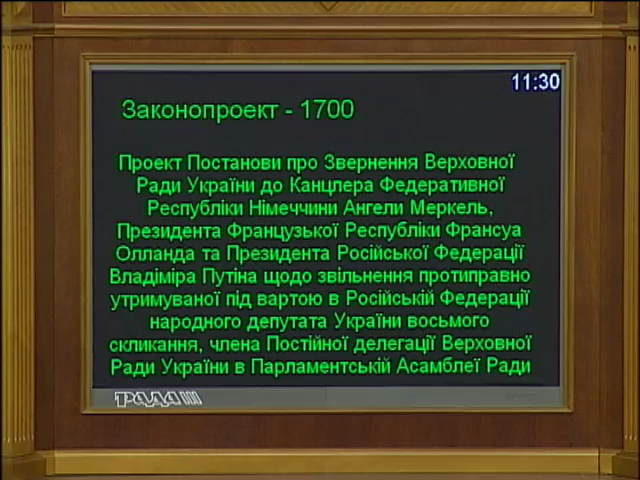 11:30
Законопроект - 1700
Проект Постанови про Звернення Верховної
Ради України до Канцлера Федеративної
Республіки Німеччини Ангели Меркель,
Президента Французької Республіки Франсуа
Олланда та Президента Російської Федерації
Владіміра Путіна щодо звільнення протиправно
утримуваної під вартою в Російській Федерації
народного депутата України восьмого
скликання, члена Постійної делегації Верховної
Ради України в Парламентській Асамблеї Ради
РАДА